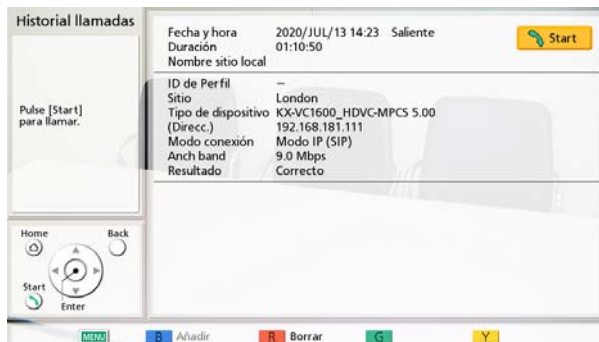 Historial llamadas
Pulse [Start]
para llamar.
Fecha y hora 2020/JUL/13 14:23 Saliente
Duración 01:10:50
Nombre sitio local
Start
ID de Perfil –
Sitio London
Tipo de dispositivo KX-VC1600_HDVC-MPCS 5.00
(Direcc.) 192.168.181.111
Modo conexión Modo IP (SIP)
Anch band 9.0 Mbps
Resultado Correcto
Home Back
Start
Enter
MENU B Añadir R Borrar G Y